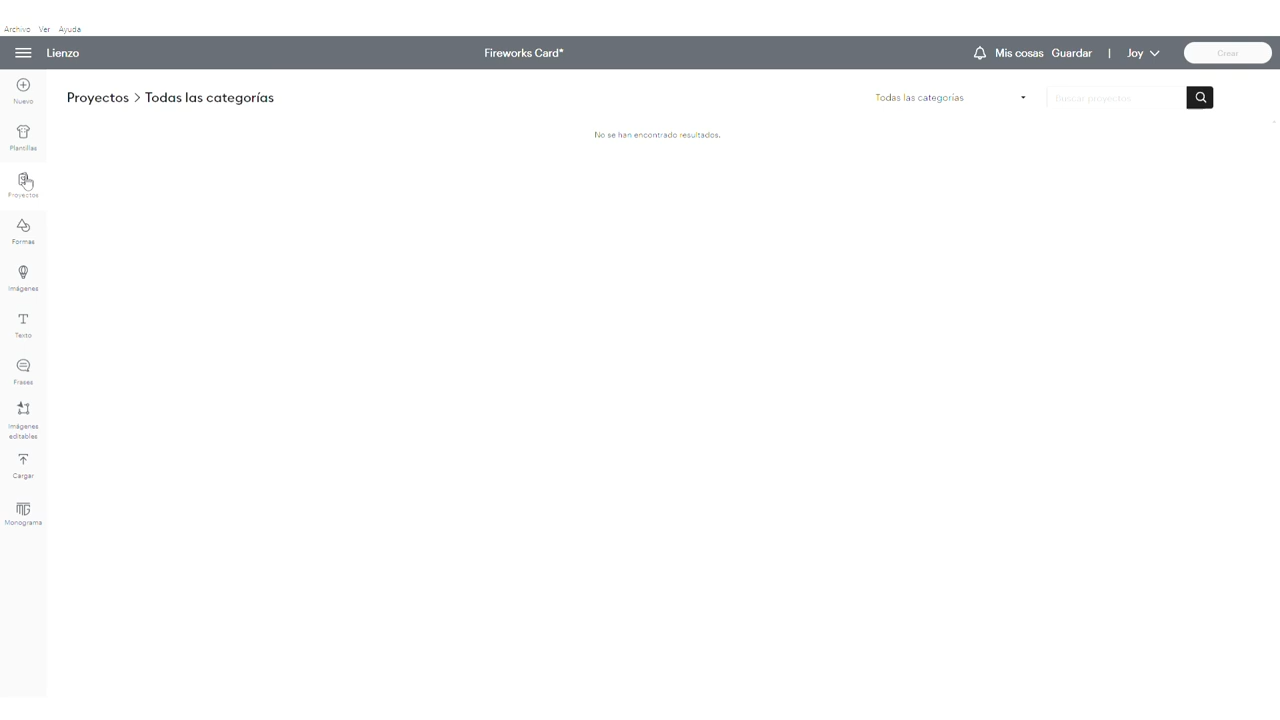 Archivo Ver Ayuda
Lienzo
Fireworks Card*
Mis cosas Guardar | Joy
Crear
Nuevo
Plantillas
Proyectos
Formas
Imágenes
Texto
Frases
Imágenes
editables
Cargar
Monograma
Proyectos > Todas las categorías
Todas las categorías
Buscar proyectos
No se han encontrado resultados.